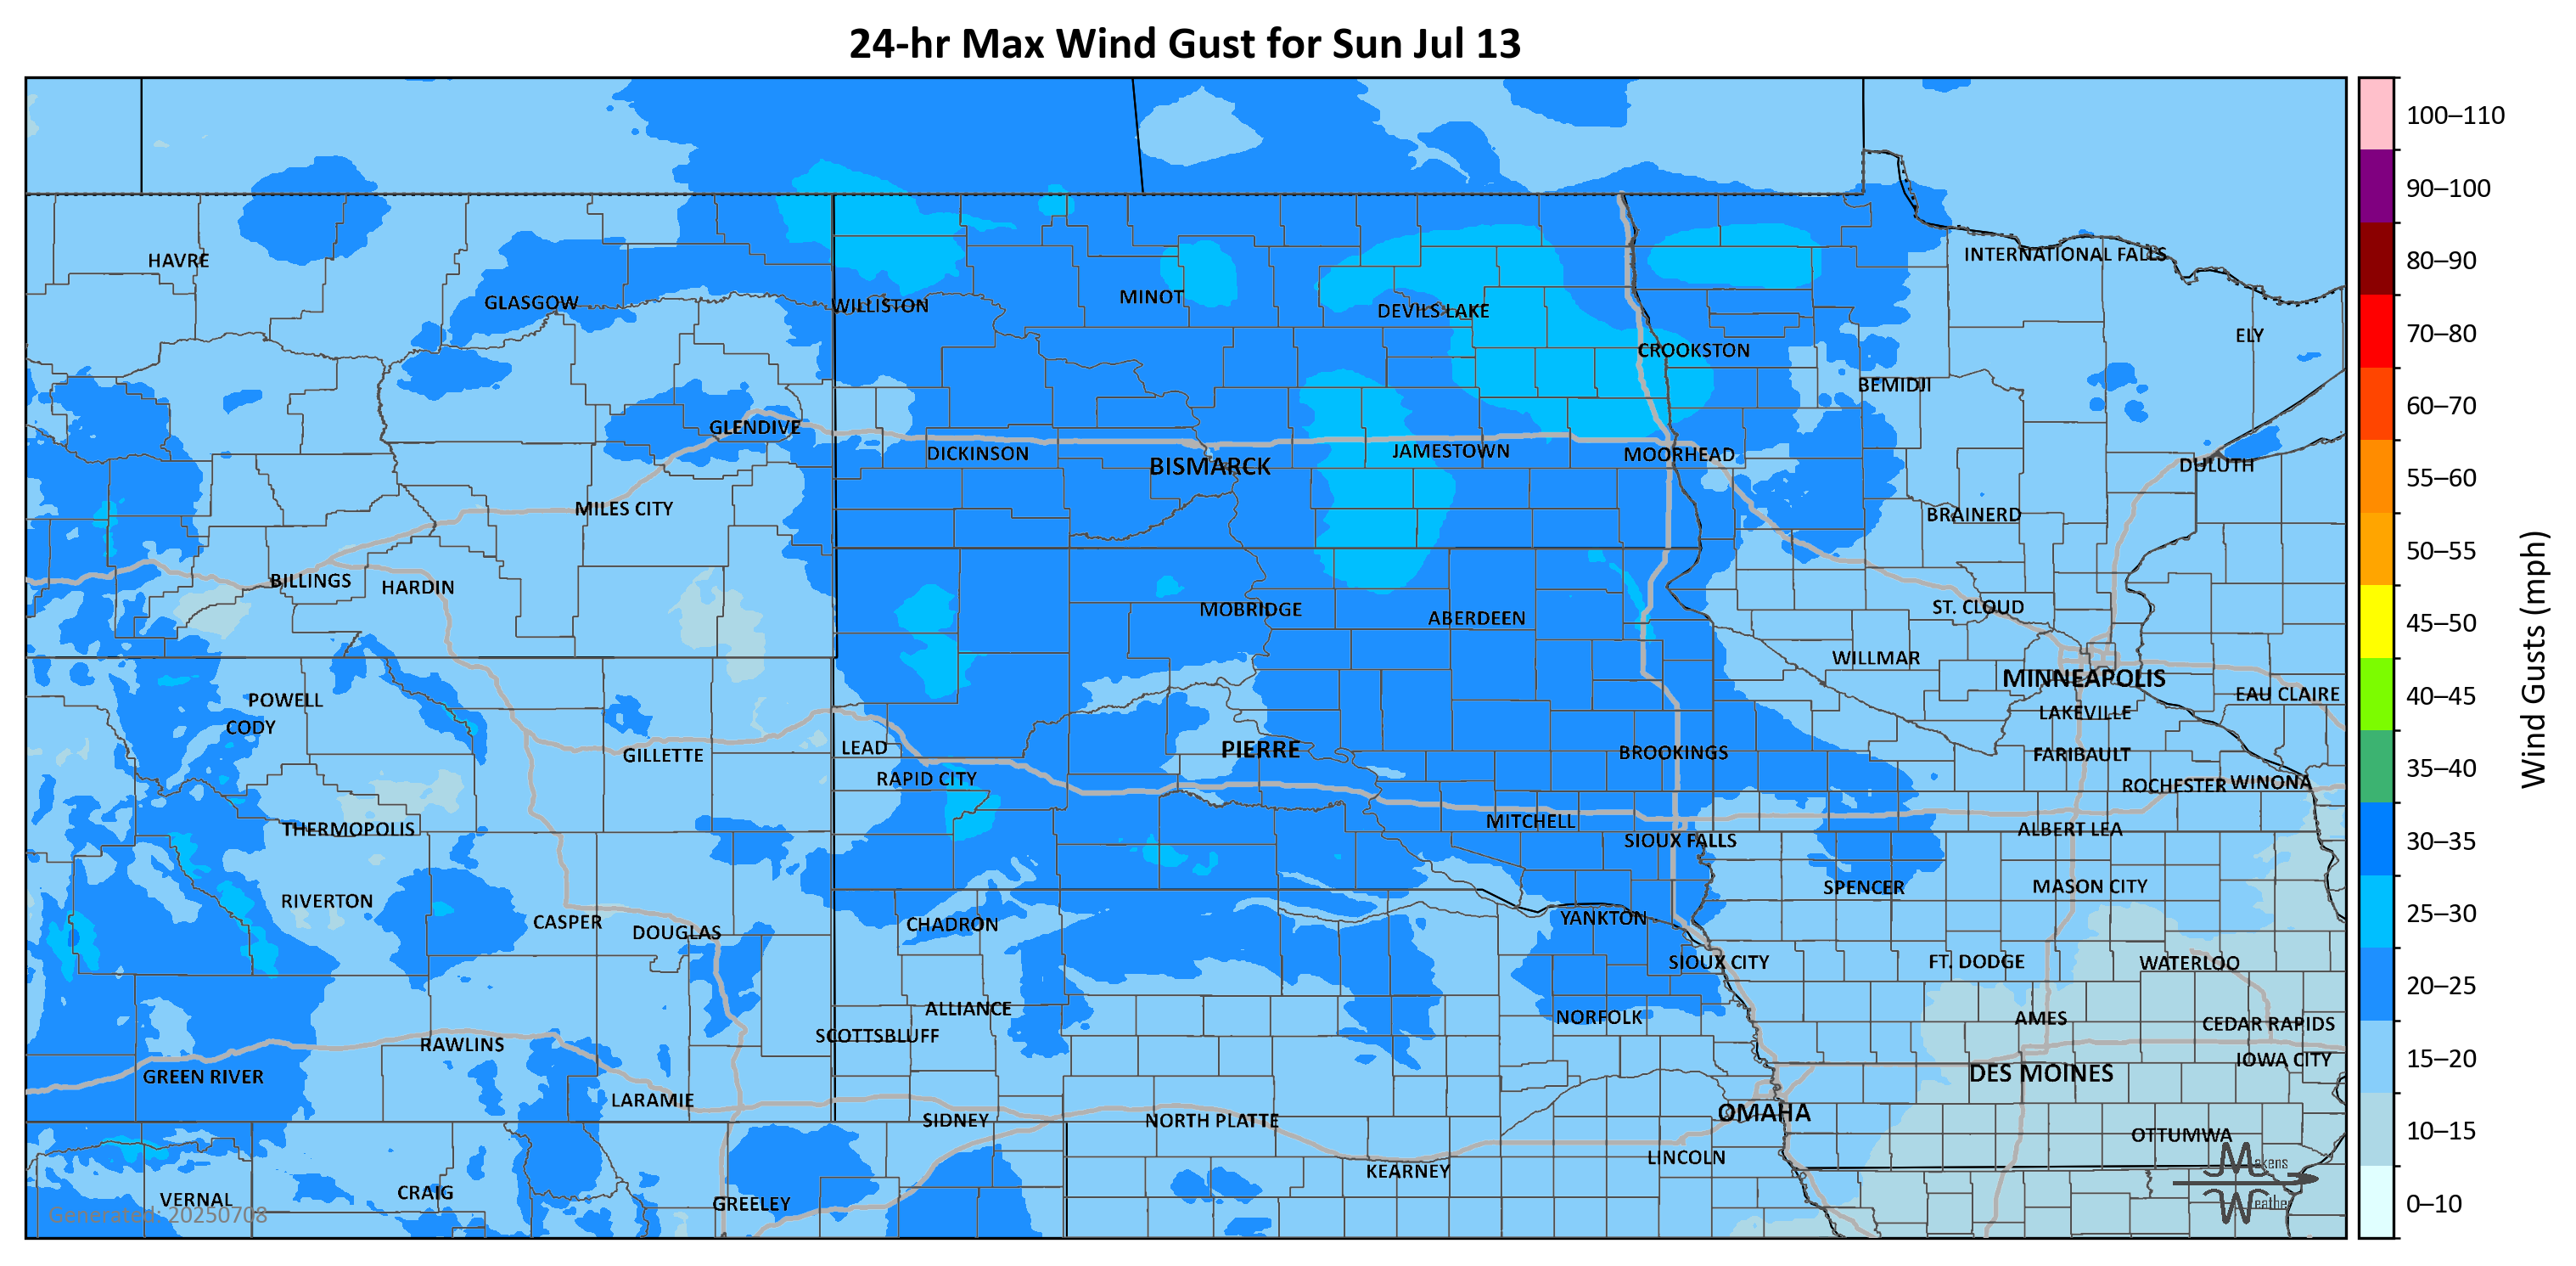 24-hr Max Wind Gust for Sun Jul 13
100–110
90–100
80–90
70–80
60–70
55–60
50–55
45–50
40–45
35–40
30–35
25–30
20–25
15–20
10–15
0–10
Wind Gusts (mph)
HAVRE
INTERNATIONAL FALLS
GLASGOW
WILLISTON
MINOT
DEVILS LAKE
ELY
CROOKSTON
BEMIDJI
GLENDIVE
DICKINSON
BISMARCK
JAMESTOWN
MOORHEAD
DULUTH
MILES CITY
BRAINERD
BILLINGS
HARDIN
MOBRIDGE
ABERDEEN
ST. CLOUD
WILLMAR
MINNEAPOLIS
POWELL
EAU CLAIRE
CODY
LAKEVILLE
GILLETTE
LEAD
PIERRE
BROOKINGS
FARIBAULT
RAPID CITY
ROCHESTER
WINONA
THERMOPOLIS
MITCHELL
SIOUX FALLS
ALBERT LEA
RIVERTON
SPENCER
MASON CITY
CASPER
DOUGLAS
CHADRON
YANKTON
SIOUX CITY
FT. DODGE
WATERLOO
ALLIANCE
NORFOLK
AMES
CEDAR RAPIDS
SCOTTSBLUFF
RAWLINS
IOWA CITY
GREEN RIVER
DES MOINES
LARAMIE
SIDNEY
NORTH PLATTE
OMAHA
OTTUMWA
KEARNEY
LINCOLN
VERNAL
CRAIG
GREELEY
Generated: 20250708
Makens
Weather